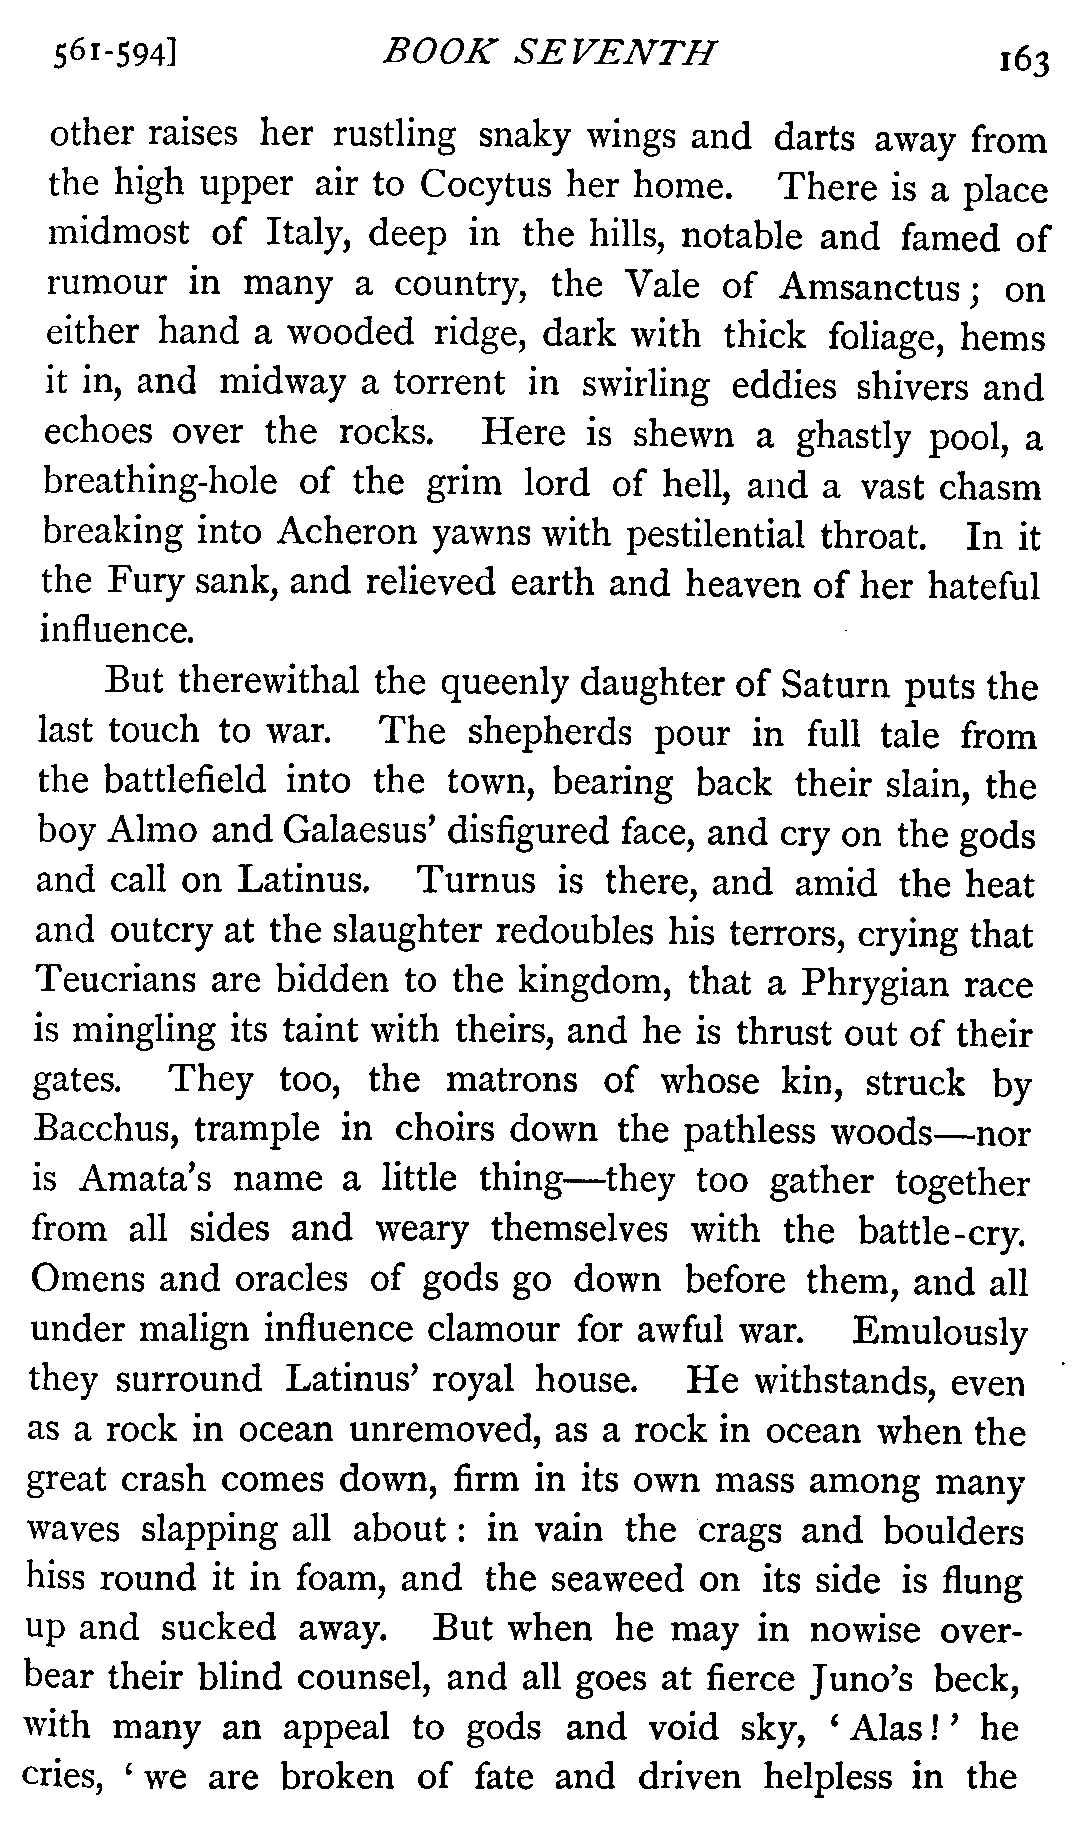 561-594] BOOK SEVENTH 163
other raises her rustling snaky wings and darts away from
the high upper air to Cocytus her home. There is a place
midmost of Italy, deep in the hills, notable and famed of
rumour in many a country, the Vale of Amsanctus; on
either hand a wooded ridge, dark with thick foliage, hems
it in, and midway a torrent in swirling eddies shivers and
echoes over the rocks. Here is shewn a ghastly pool, a
breathing-hole of the grim lord of hell, and a vast chasm
breaking into Acheron yawns with pestilential throat. In it
the Fury sank, and relieved earth and heaven of her hateful
influence.
But therewithal the queenly daughter of Saturn puts the
last touch to war. The shepherds pour in full tale from
the battlefield into the town, bearing back their slain, the
boy Almo and Galaesus' disfigured face, and cry on the gods
and call on Latinus. Turnus is there, and amid the heat
and outcry at the slaughter redoubles his terrors, crying that
Teucrians are bidden to the kingdom, that a Phrygian race
is mingling its taint with theirs, and he is thrust out of their
gates. They too, the matrons of whose kin, struck by
Bacchus, trample in choirs down the pathless woods—nor
is Amata's name a little thing—they too gather together
from all sides and weary themselves with the battle-cry.
Omens and oracles of gods go down before them, and all
under malign influence clamour for awful war. Emulously
they surround Latinus' royal house. He withstands, even
as a rock in ocean unremoved, as a rock in ocean when the
great crash comes down, firm in its own mass among many
waves slapping all about: in vain the crags and boulders
hiss round it in foam, and the seaweed on its side is flung
up and sucked away. But when he may in nowise over-
bear their blind counsel, and all goes at fierce Juno's beck,
with many an appeal to gods and void sky, ‘Alas!’ he
cries, ‘we are broken of fate and driven helpless in the